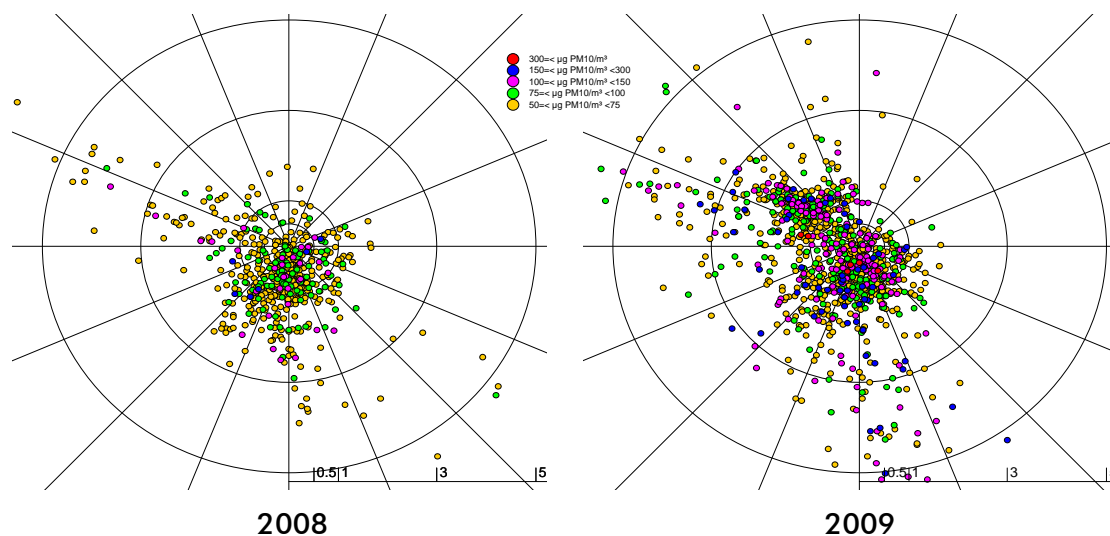 300=< µg PM10/m³
150=< µg PM10/m³ <300
100=< µg PM10/m³ <150
75=< µg PM10/m³ <100
50=< µg PM10/m³ <75
0.5 1 3 5
0.5 1 3
2008 2009